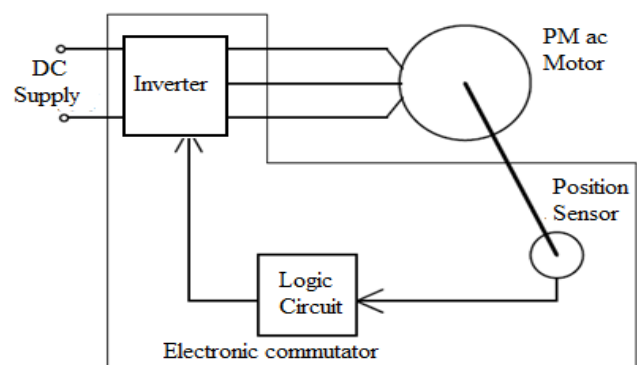 PM ac
Motor
DC
Supply
Inverter
Position
Sensor
Logic
Circuit
Electronic commutator